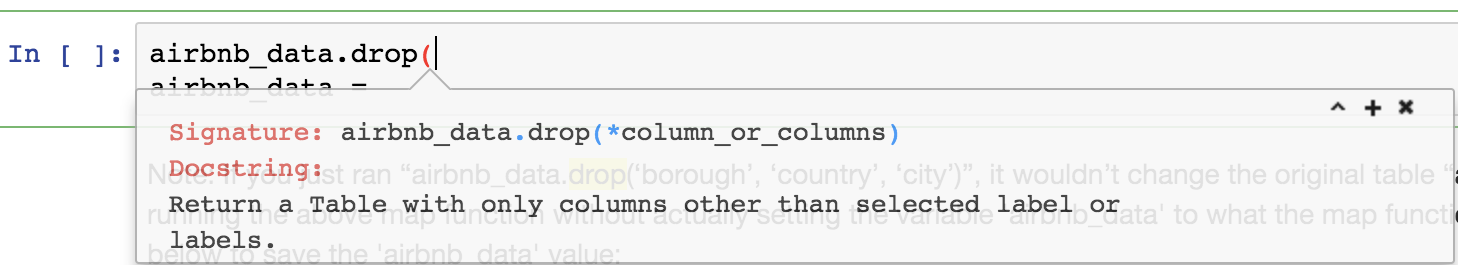 In [ ]: airbnb_data.drop(
airbnb_data =
Signature: airbnb_data.drop(*column_or_columns)
Docstring:
Note: If you just ran “airbnb_data.drop(‘borough’, ‘country’, ‘city’)”, it wouldn’t change the original table “a
Return a Table with only columns other than selected label or
running the above map function without actually setting the variable 'airbnb_data' to what the map functi
labels.
below to save the 'airbnb_data' value: